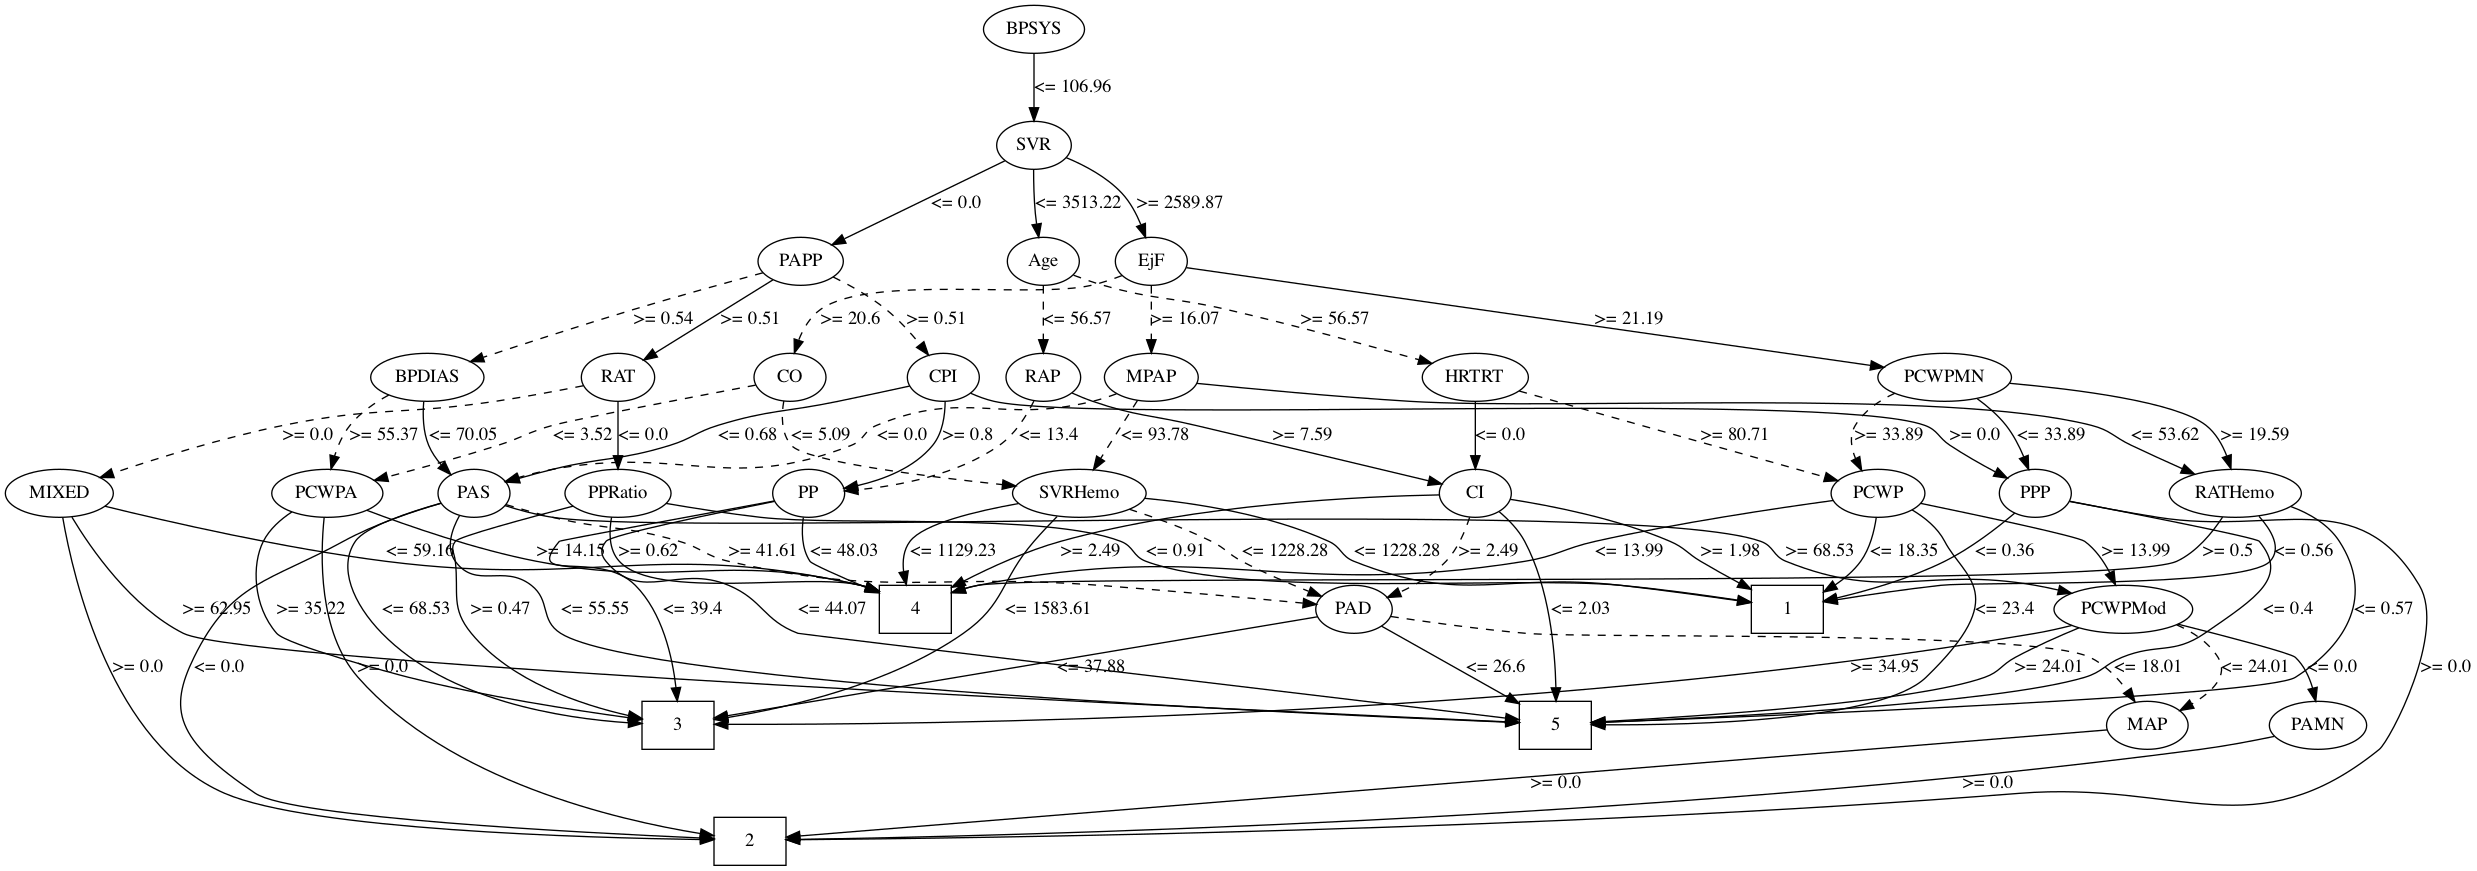 BPSYS
<= 106.96
SVR
<= 0.0
<= 3513.22
>= 2589.87
PAPP
Age
EjF
>= 0.54
>= 0.51
>= 20.6
>= 0.51
<= 56.57
>= 16.07
>= 56.57
>= 21.19
BPDIAS
RAT
CO
CPI
RAP
MPAP
HRTRT
PCWPMN
>= 0.0
>= 55.37
<= 70.05
<= 3.52
<= 0.0
<= 0.68
<= 5.09
<= 0.0
>= 0.8
<= 13.4
<= 93.78
>= 7.59
<= 0.0
>= 80.71
>= 33.89
>= 0.0
<= 33.89
<= 53.62
>= 19.59
MIXED
PCWPA
PAS
PPRatio
PP
SVRHemo
CI
PCWP
PPP
RATHemo
<= 59.16
>= 14.15
>= 0.62
>= 41.61
<= 48.03
<= 1129.23
>= 2.49
<= 0.91
<= 1228.28
<= 1228.28
>= 2.49
<= 13.99
>= 1.98
>= 68.53
<= 18.35
<= 0.36
>= 13.99
>= 0.5
<= 0.56
4
PAD
1
PCWPMod
>= 62.95
>= 35.22
<= 68.53
>= 0.47
<= 55.55
<= 39.4
<= 44.07
<= 1583.61
<= 2.03
<= 23.4
<= 0.4
<= 0.57
>= 0.0
<= 0.0
>= 0.0
<= 37.88
<= 26.6
>= 34.95
>= 24.01
<= 18.01
<= 24.01
<= 0.0
>= 0.0
3
5
MAP
PAMN
>= 0.0
>= 0.0
2